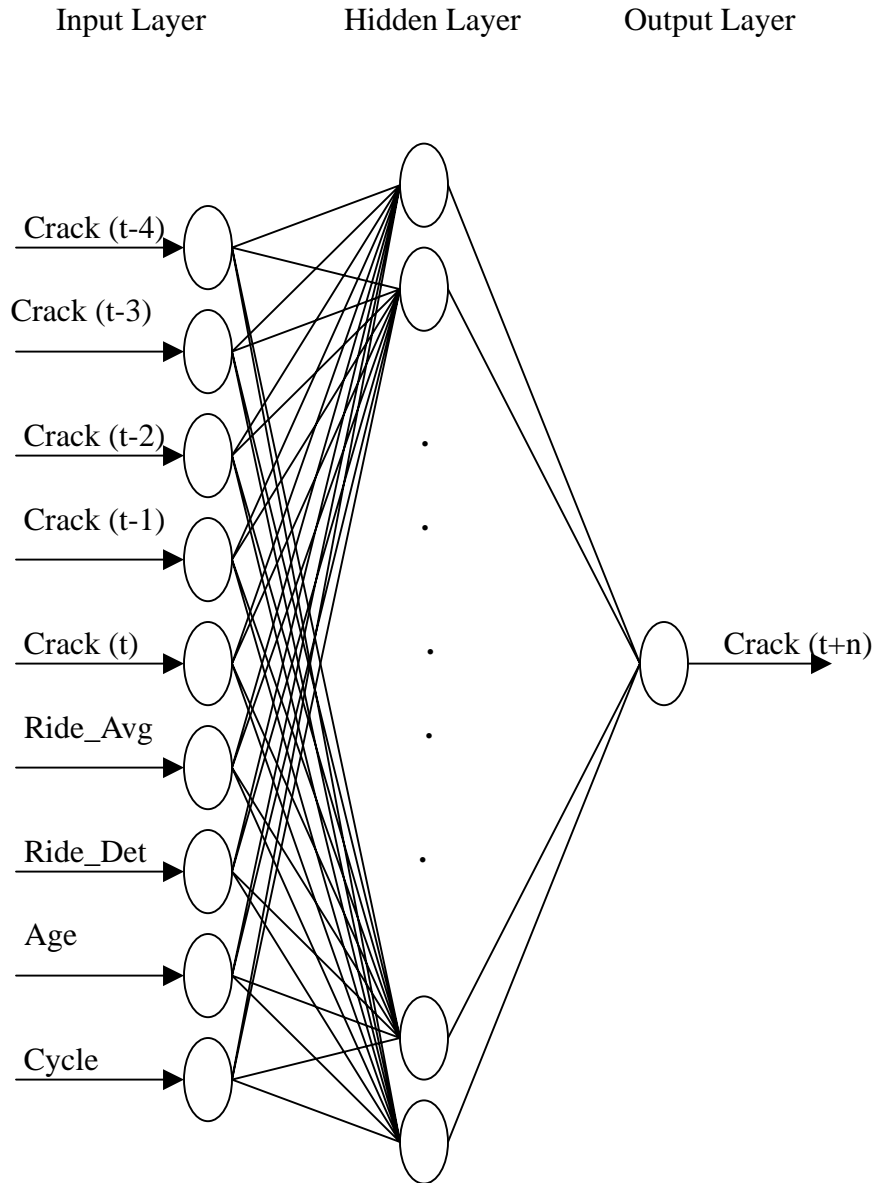 Input Layer
Hidden Layer
Output Layer
Crack (t-4)
Crack (t-3)
Crack (t-2)
Crack (t-1)
Crack (t)
Ride_Avg
Ride_Det
Age
Cycle
Crack (t+n)